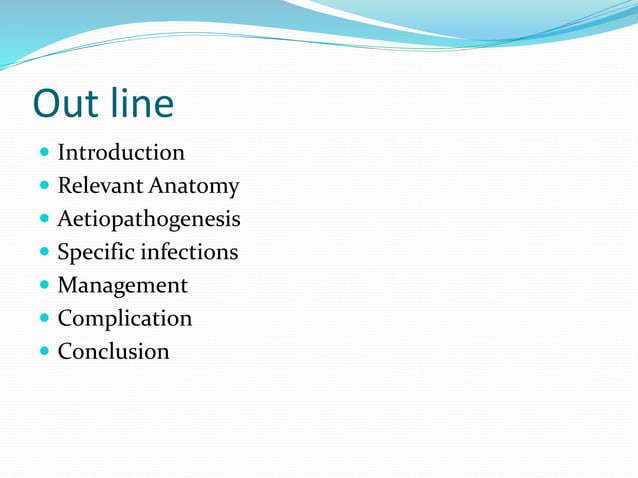 Out line
Introduction
Relevant Anatomy
Aetiopathogenesis
Specific infections
Management
Complication
Conclusion